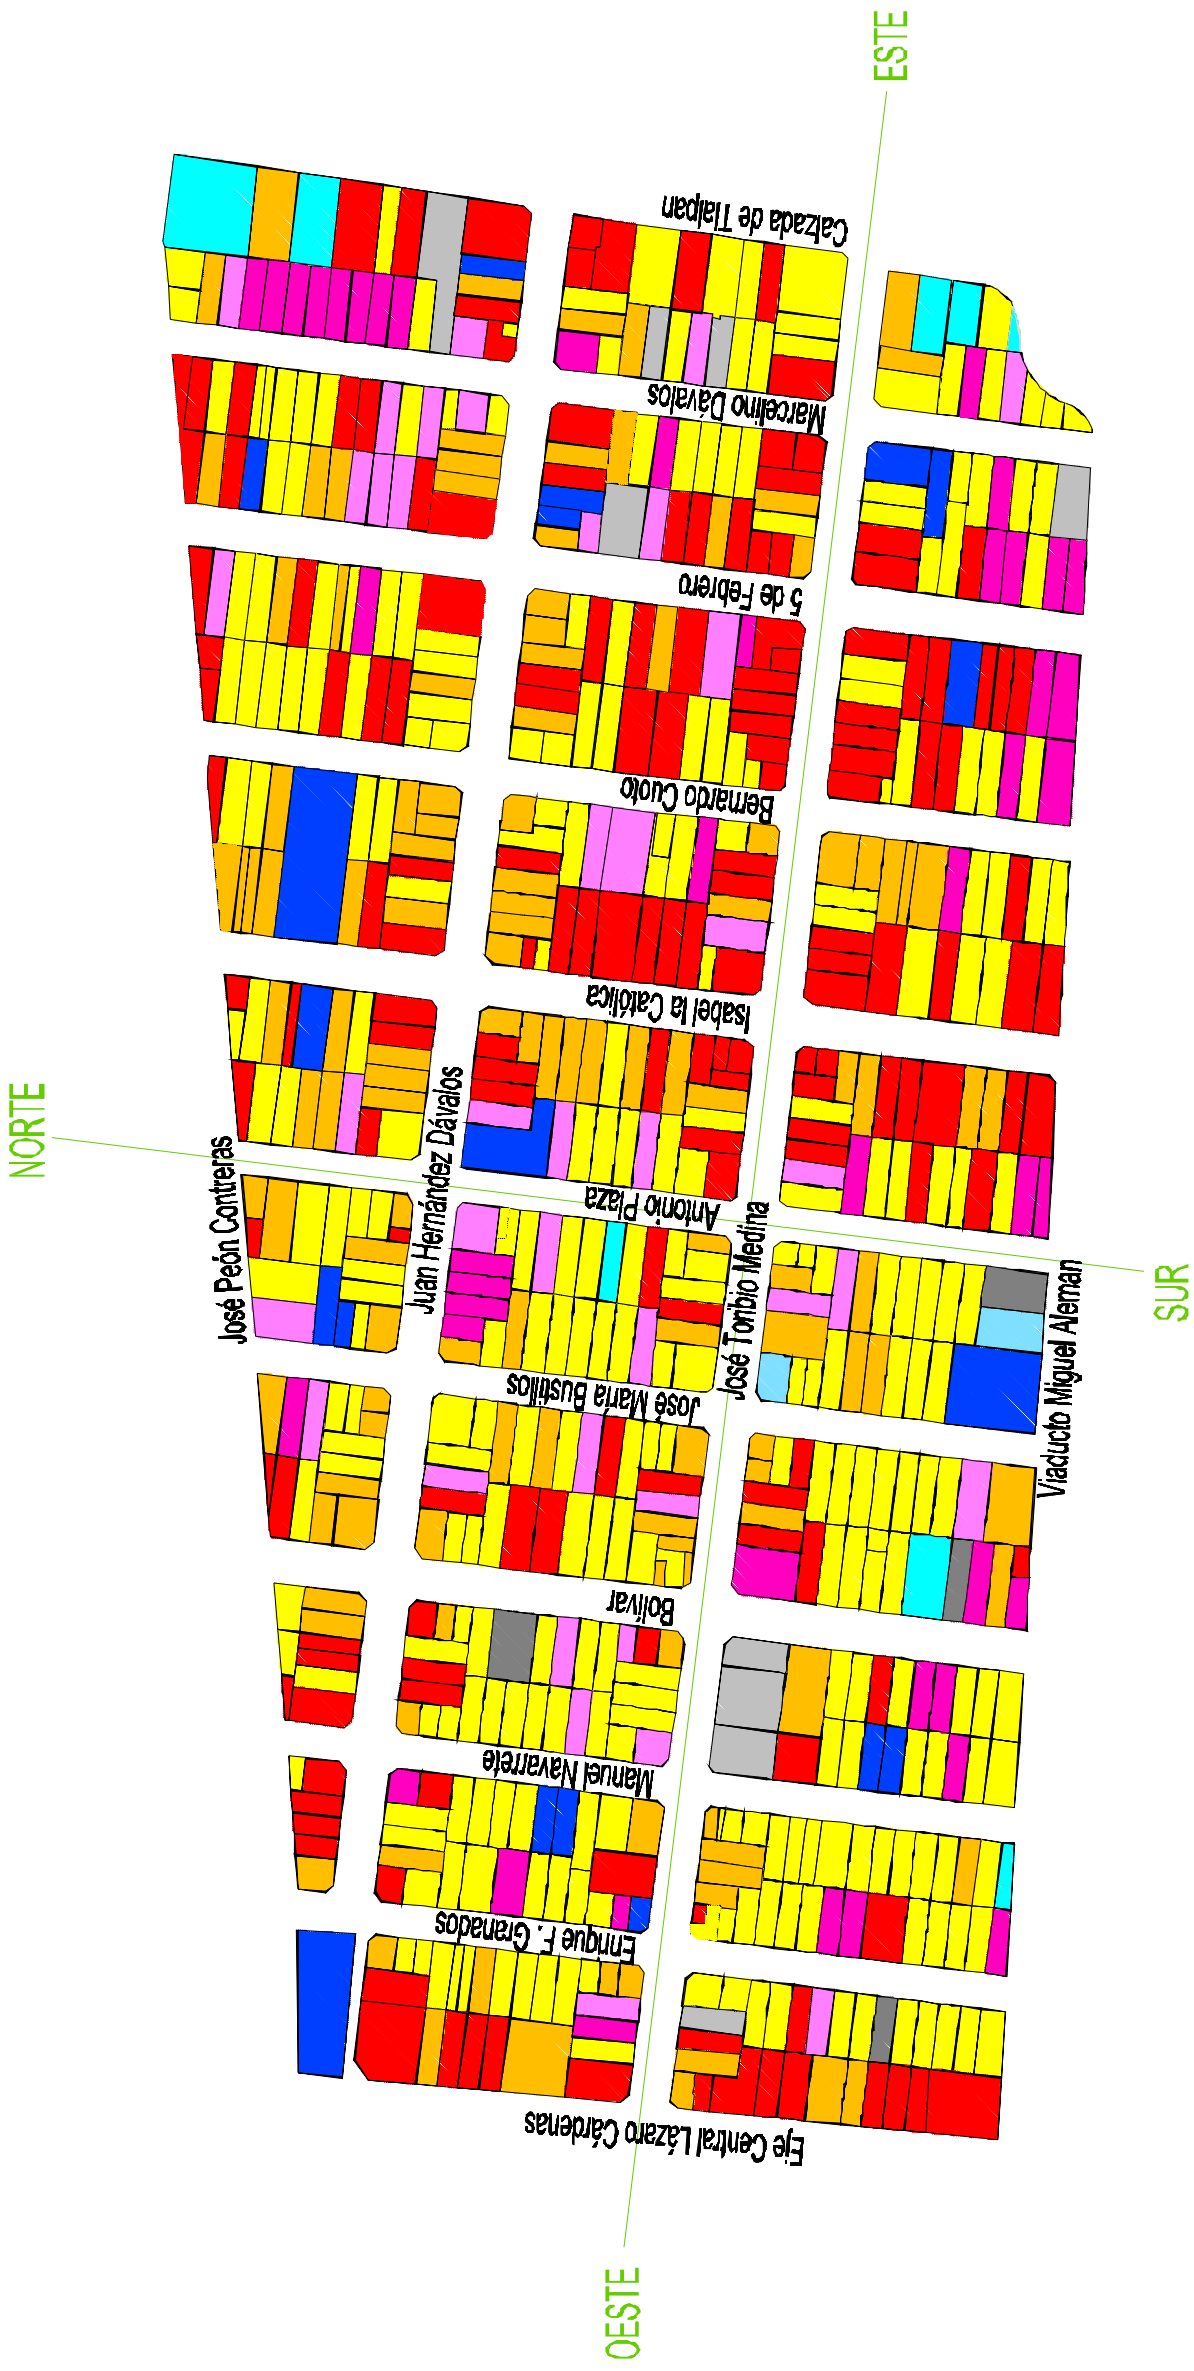 ESTE
Calzada de Tlalpan
Marcelino Dávalos
5 de Febrero
Bernardo Cuoto
Isabel la Católica
NORTE
José Peón Contreras
Juan Hernández Dávalos
Antonio Plaza
José Toribio Medina
Viaducto Miguel Aleman
SUR
José María Bustillos
Bolívar
Manuel Navarrete
Enrique F. Granados
Eje Central Lázaro Cárdenas
OESTE